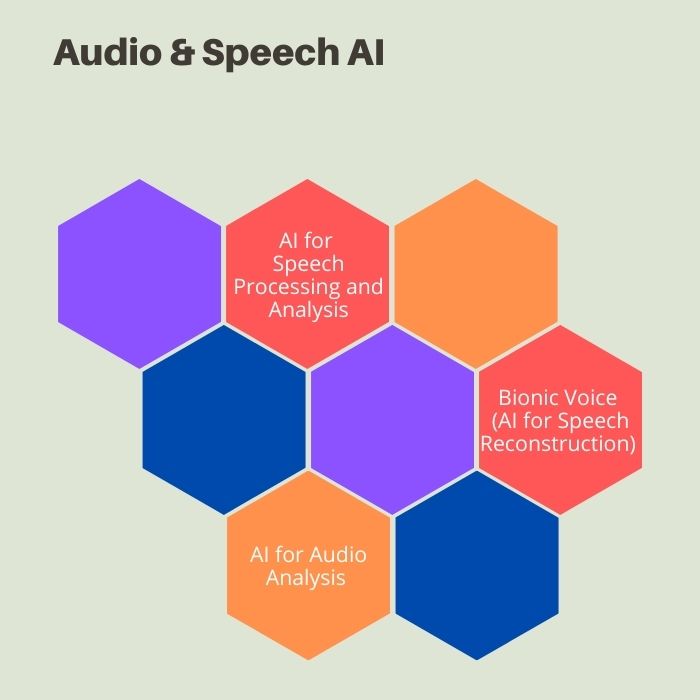 Audio & Speech AI
AI for
Speech
Processing and
Analysis
Bionic Voice
(AI for Speech
Reconstruction)
AI for Audio
Analysis